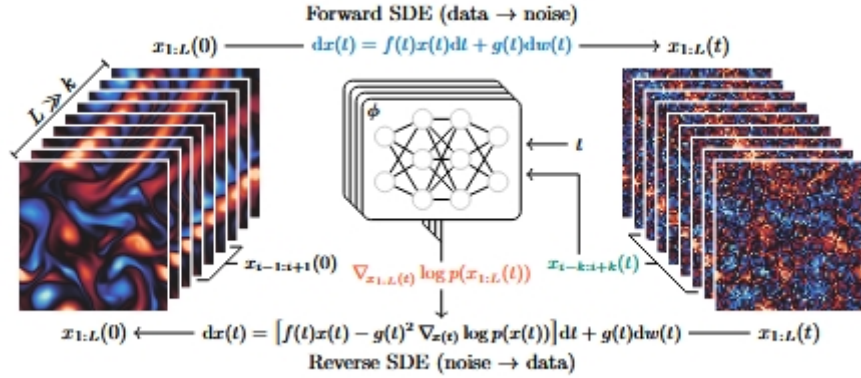 Forward SDE (data → noise)
x₁:L(0) dx(t) = f(t)x(t)dt + g(t)dw(t) x₁:L(t)
L ≫ k
ϕ
t
xᵢ₋₁:ᵢ₊₁(0) ∇x₁:L(t) log p(x₁:L(t)) xᵢ₋ₖ:ᵢ₊ₖ(t)
x₁:L(0) dx(t) = [f(t)x(t) − g(t)² ∇x(t) log p(x(t))]dt + g(t)dw(t) x₁:L(t)
Reverse SDE (noise → data)